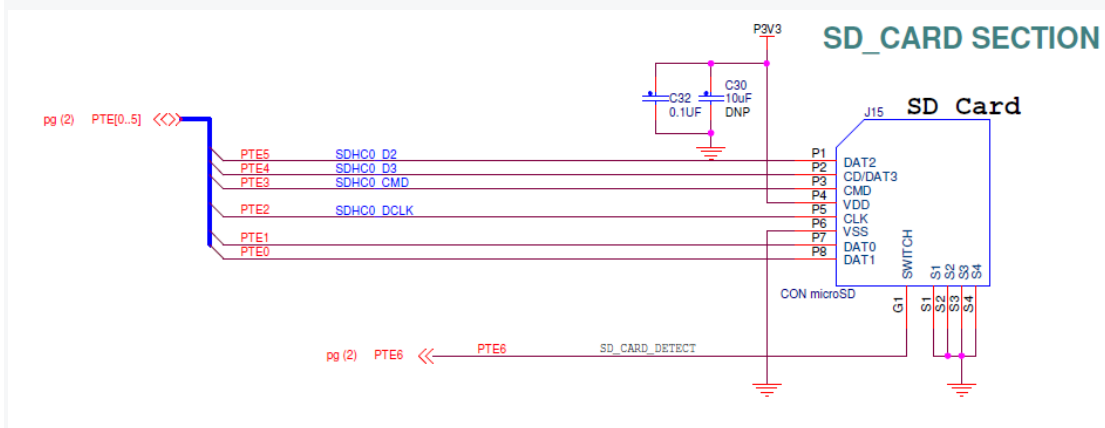 P3V3
SD_CARD SECTION
C32
0.1UF
C30
10uF
DNP
J15
SD Card
pg (2) PTE[0..5]
PTE5 SDHC0_D2 P1 DAT2
PTE4 SDHC0_D3 P2 CD/DAT3
PTE3 SDHC0_CMD P3 CMD
P4 VDD
PTE2 SDHC0_DCLK P5 CLK
P6 VSS
PTE1 P7 DAT0
PTE0 P8 DAT1
SWITCH
S1
S2
S3
S4
CON microSD
G1
S1
S2
S3
S4
pg (2) PTE6 PTE6 SD_CARD_DETECT